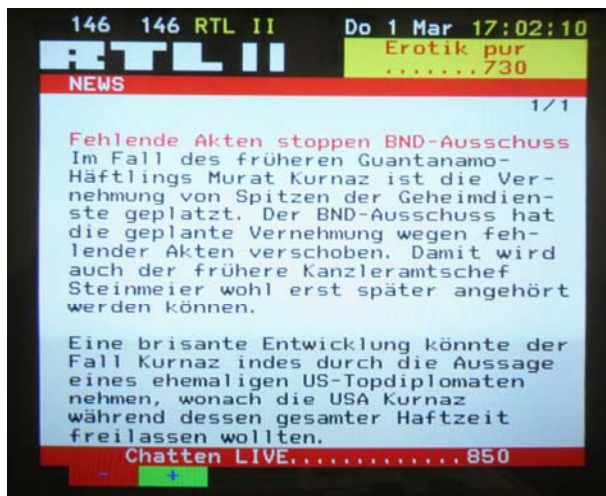 146 146 RTL II Do 1 Mar 17:02:10
RTL II
Erotik pur
.......730
NEWS
1/1
Fehlende Akten stoppen BND-Ausschuss
Im Fall des früheren Guantanamo-
Häftlings Murat Kurnaz ist die Ver-
nehmung von Spitzen der Geheimdien-
ste geplatzt. Der BND-Ausschuss hat
die geplante Vernehmung wegen feh-
lender Akten verschoben. Damit wird
auch der frühere Kanzleramtschef
Steinmeier wohl erst später angehört
werden können.
Eine brisante Entwicklung könnte der
Fall Kurnaz indes durch die Aussage
eines ehemaligen US-Topdiplomaten
nehmen, wonach die USA Kurnaz
während dessen gesamter Haftzeit
freilassen wollten.
Chatten LIVE.............850
- +